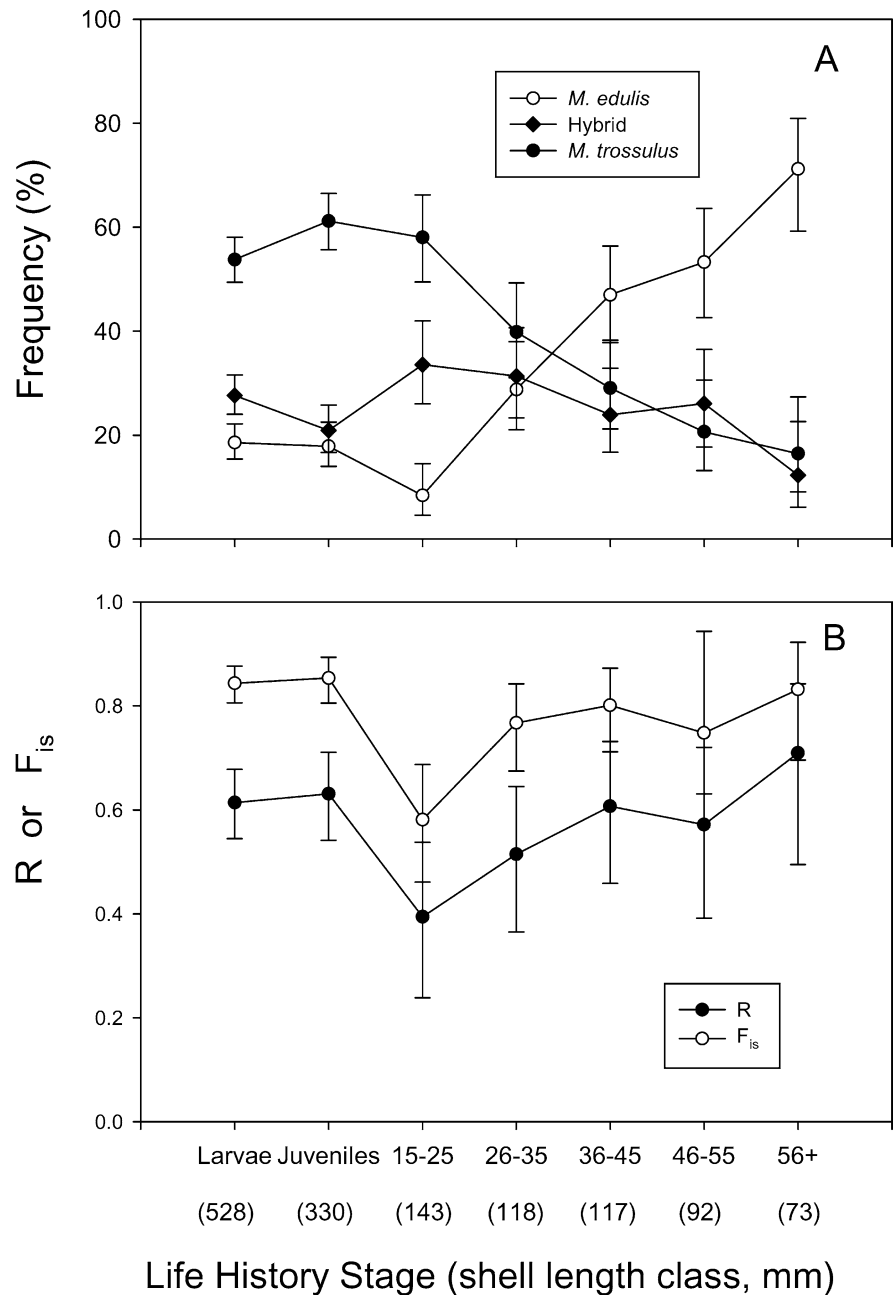 100
A
M. edulis
Hybrid
M. trossulus
80
60
40
20
0
Frequency (%)
1.0
B
0.8
0.6
0.4
R
Fis
0.2
0.0
R or Fis
Larvae Juveniles 15-25 26-35 36-45 46-55 56+
(528) (330) (143) (118) (117) (92) (73)
Life History Stage (shell length class, mm)